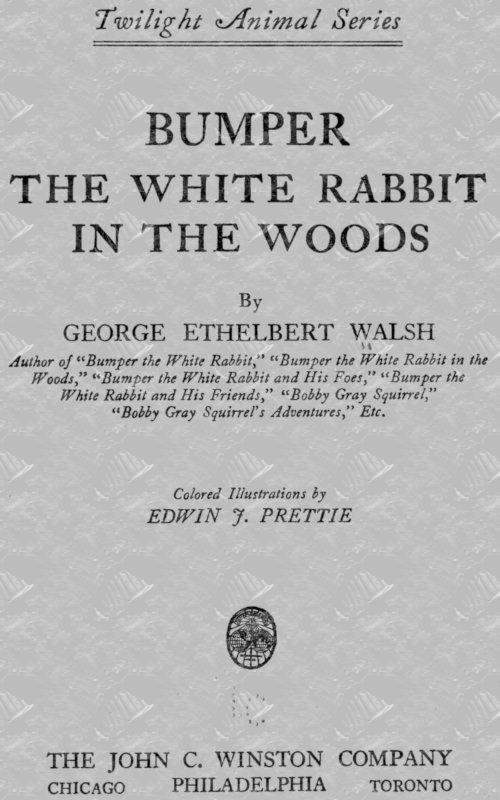 Twilight Animal Series
BUMPER
THE WHITE RABBIT
IN THE WOODS
By
GEORGE ETHELBERT WALSH
Author of "Bumper the White Rabbit," "Bumper the White Rabbit in the
Woods," "Bumper the White Rabbit and His Foes," "Bumper the
White Rabbit and His Friends," "Bobby Gray Squirrel,"
"Bobby Gray Squirrel's Adventures," Etc.
Colored Illustrations by
EDWIN J. PRETTIE
THE JOHN C. WINSTON COMPANY
CHICAGO PHILADELPHIA TORONTO